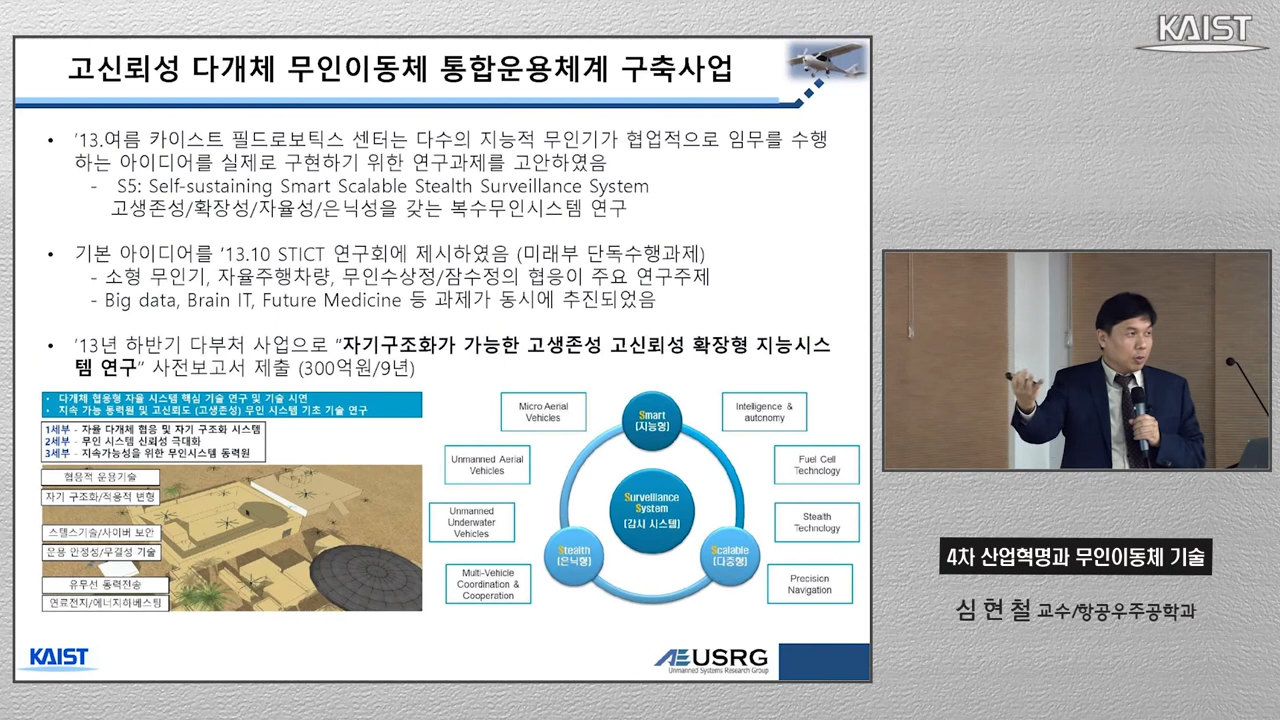 KAIST
고신뢰성 다개체 무인이동체 통합운용체계 구축사업
• '13.여름 카이스트 필드로보틱스 센터는 다수의 지능적 무인기가 협업적으로 임무를 수행
하는 아이디어를 실제로 구현하기 위한 연구과제를 고안하였음
- S5: Self-sustaining Smart Scalable Stealth Surveillance System
고생존성/확장성/자율성/은닉성을 갖는 복수무인시스템 연구
• 기본 아이디어를 '13.10 STICT 연구회에 제시하였음 (미래부 단독수행과제)
- 소형 무인기, 자율주행차량, 무인수상정/잠수정의 협응이 주요 연구주제
- Big data, Brain IT, Future Medicine 등 과제가 동시에 추진되었음
• '13년 하반기 다부처 사업으로 "자기구조화가 가능한 고생존성 고신뢰성 확장형 지능시스
템 연구" 사전보고서 제출 (300억원/9년)
• 다개체 협응형 자율 시스템 핵심 기술 연구 및 기술 시연
• 지속 가능 동력원 및 고신뢰도 (고생존성) 무인 시스템 기초 기술 연구
1세부 - 자율 다개체 협응 및 자기 구조화 시스템
2세부 - 무인 시스템 신뢰성 극대화
3세부 - 지속가능성을 위한 무인시스템 동력원
협응적 운용기술
자기 구조화/적응적 변형
스텔스기술/사이버 보안
운용 안정성/무결성 기술
유무선 동력전송
연료전지/에너지하베스팅
Micro Aerial
Vehicles
Unmanned Aerial
Vehicles
Unmanned
Underwater
Vehicles
Multi-Vehicle
Coordination &
Cooperation
Smart
(지능형)
Surveillance
System
(감시 시스템)
Stealth
(은닉형)
Scalable
(다중형)
Intelligence &
autonomy
Fuel Cell
Technology
Stealth
Technology
Precision
Navigation
KAIST
AE USRG
Unmanned Systems Research Group
4차 산업혁명과 무인이동체 기술
심 현 철 교수/항공우주공학과